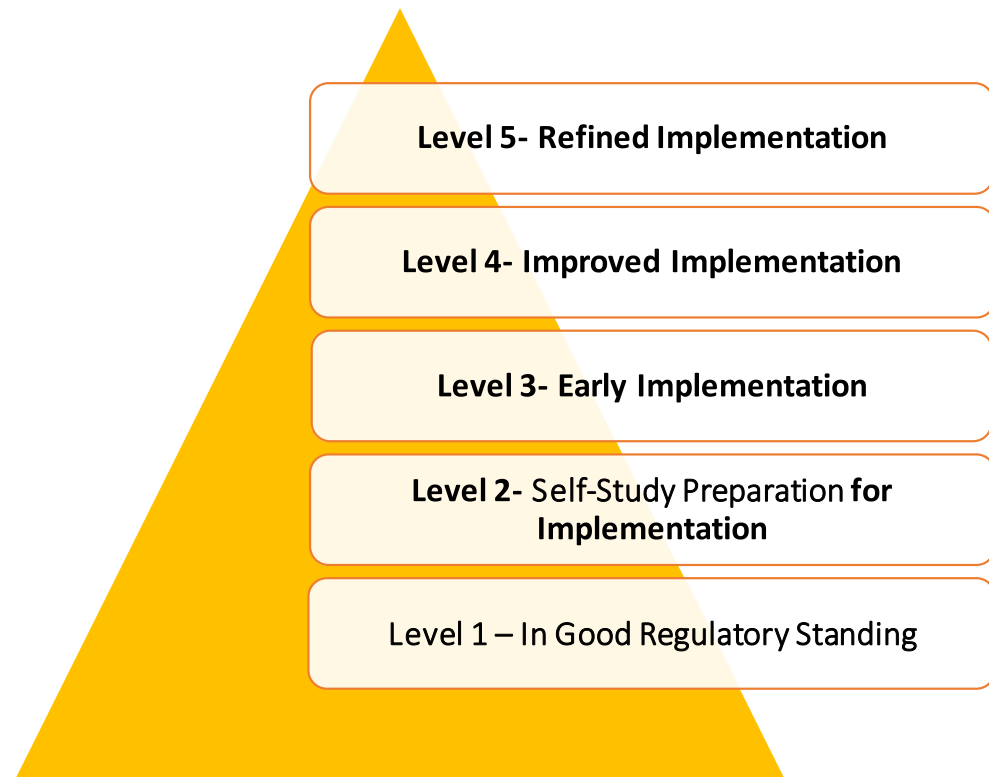 Level 5- Refined Implementation
Level 4- Improved Implementation
Level 3- Early Implementation
Level 2- Self-Study Preparation for
Implementation
Level 1 – In Good Regulatory Standing